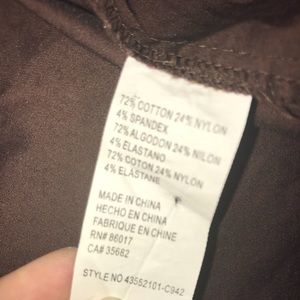 72% COTTON 24% NYLON
4% SPANDEX
72% ALGODON 24% NILON
4% ELASTANO
72% COTON 24% NYLON
4% ELASTANE
MADE IN CHINA
HECHO EN CHINA
FABRIQUE EN CHINE
RN# 86017
CA# 35682
STYLE NO 43552101-C942